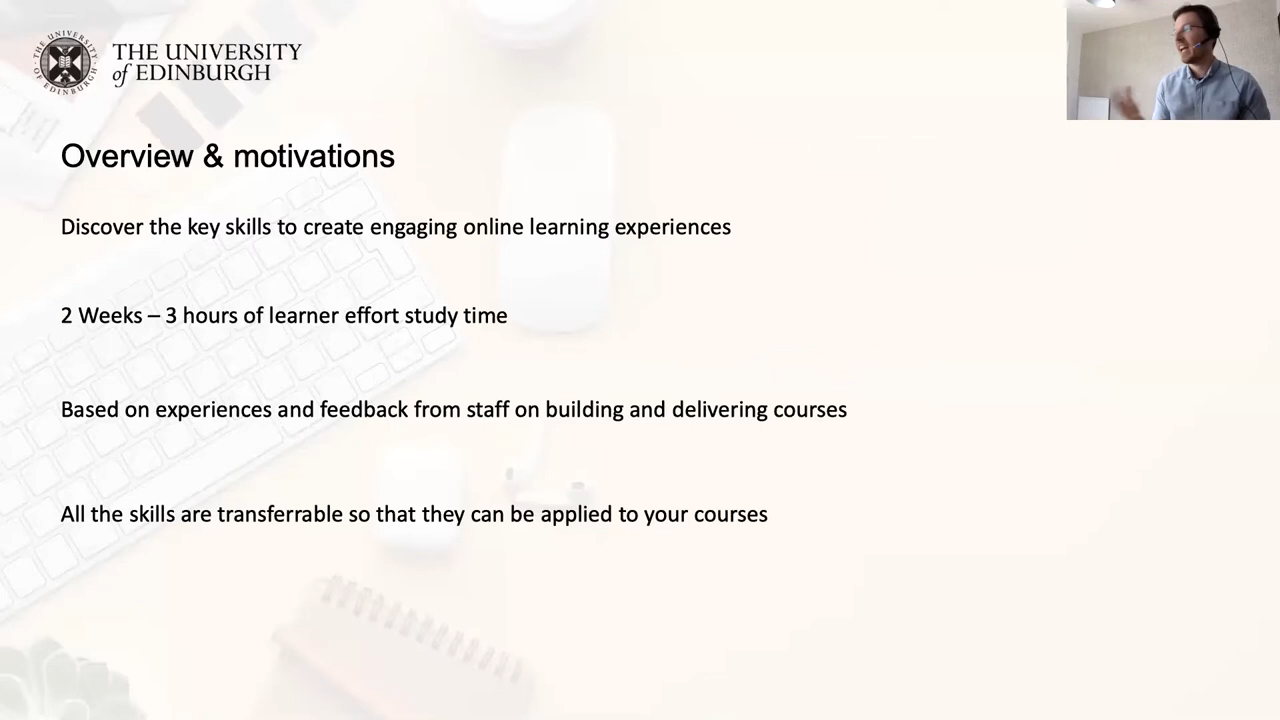 THE UNIVERSITY
of EDINBURGH
Overview & motivations
Discover the key skills to create engaging online learning experiences
2 Weeks – 3 hours of learner effort study time
Based on experiences and feedback from staff on building and delivering courses
All the skills are transferrable so that they can be applied to your courses